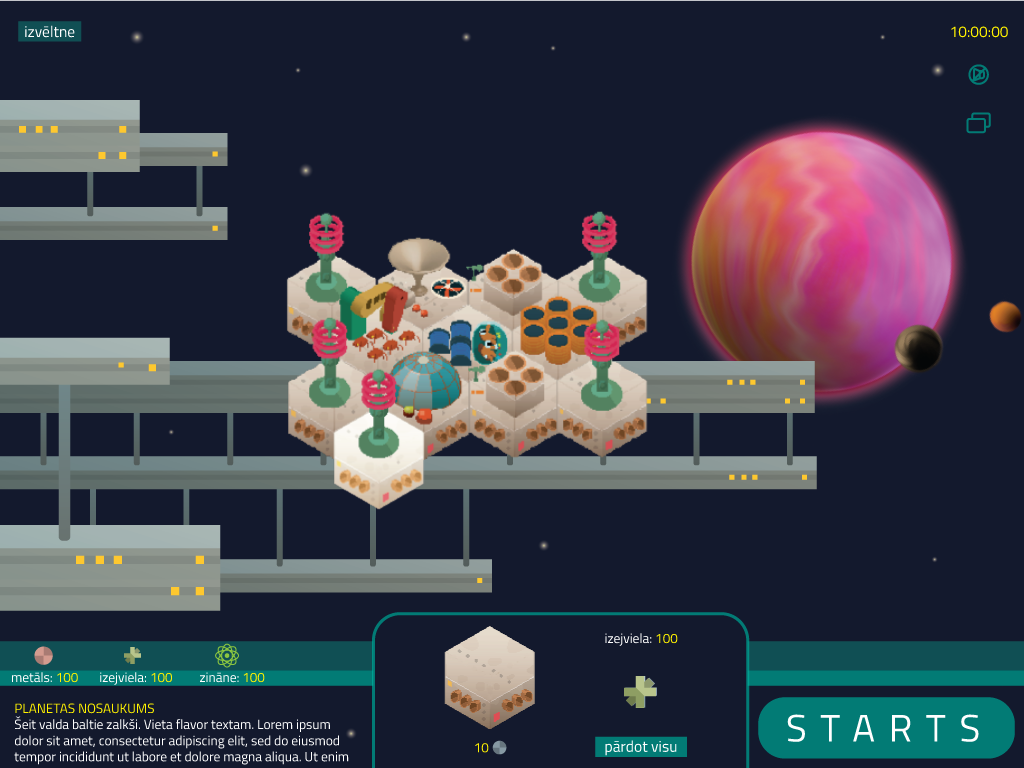 izvēltne
10:00:00
metāls: 100
izejviela: 100
zināne: 100
PLANETAS NOSAUKUMS
Šeit valda baltie zalkši. Vieta flavor textam. Lorem ipsum
dolor sit amet, consectetur adipiscing elit, sed do eiusmod
tempor incididunt ut labore et dolore magna aliqua. Ut enim
10
izejviela: 100
pārdot visu
STARTS